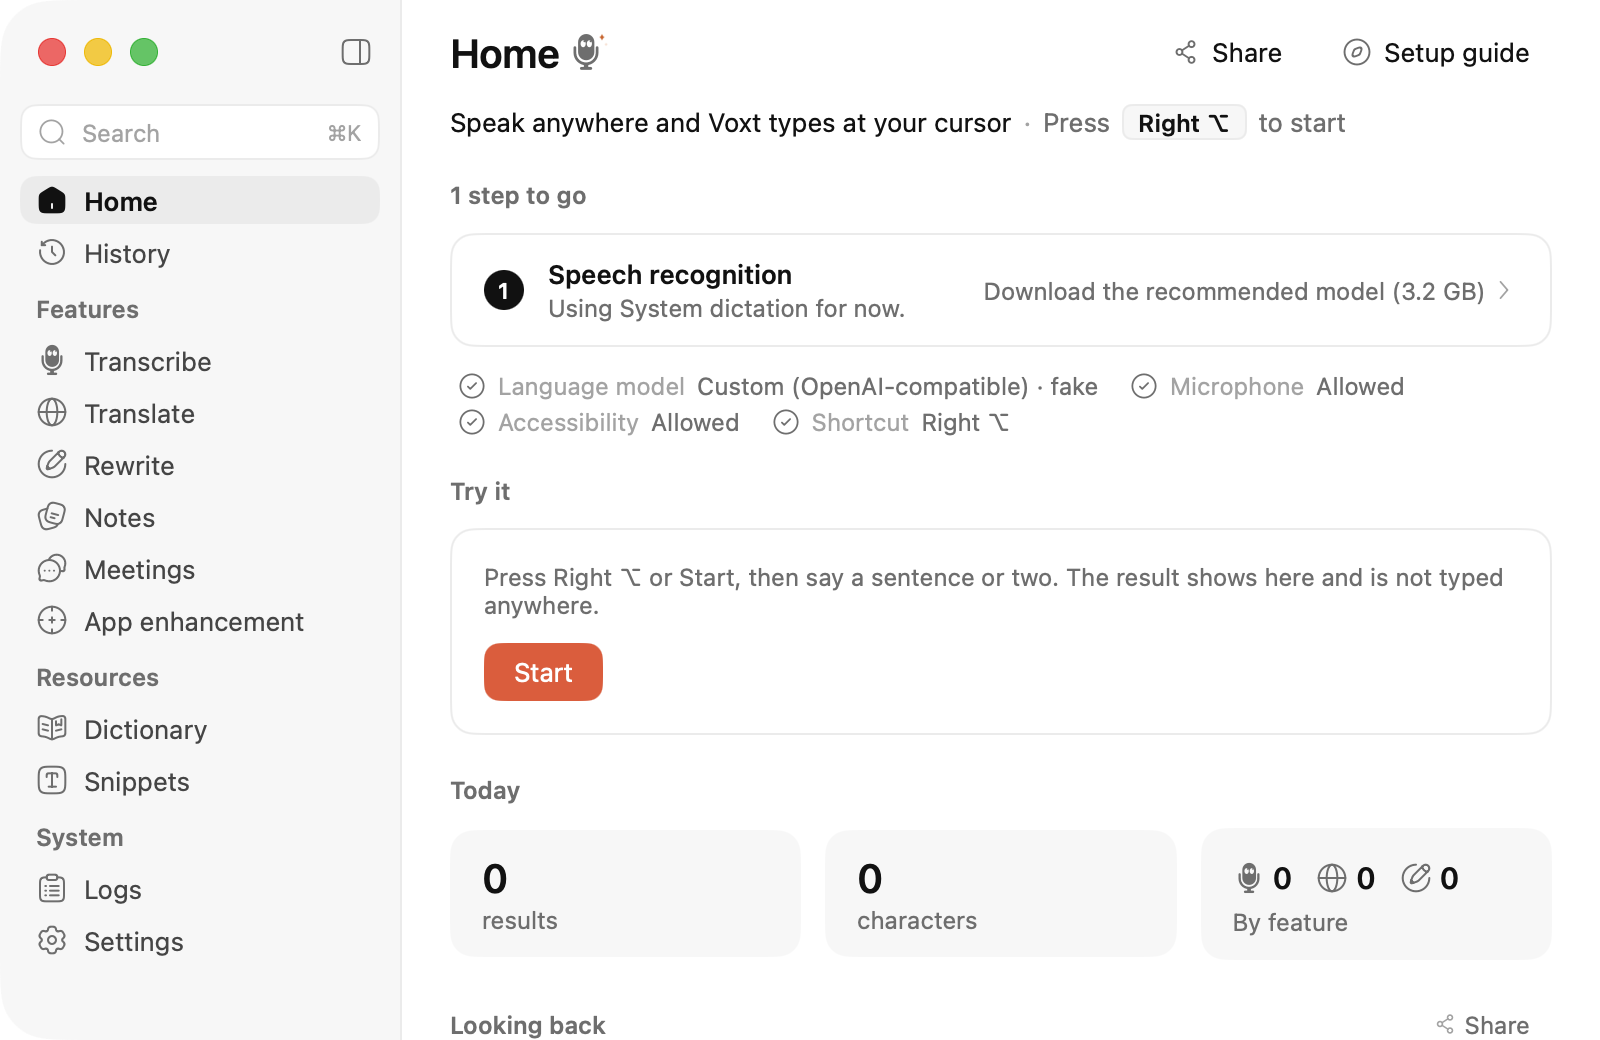 Search ⌘K
Home
History
Features
Transcribe
Translate
Rewrite
Notes
Meetings
App enhancement
Resources
Dictionary
Snippets
System
Logs
Settings
Home
Share
Setup guide
Speak anywhere and Voxt types at your cursor · Press Right ⌥ to start
1 step to go
1
Speech recognition
Using System dictation for now.
Download the recommended model (3.2 GB)
Language model Custom (OpenAI-compatible) · fake Microphone Allowed
Accessibility Allowed Shortcut Right ⌥
Try it
Press Right ⌥ or Start, then say a sentence or two. The result shows here and is not typed
anywhere.
Start
Today
0
results
0
characters
0 0 0
By feature
Looking back
Share